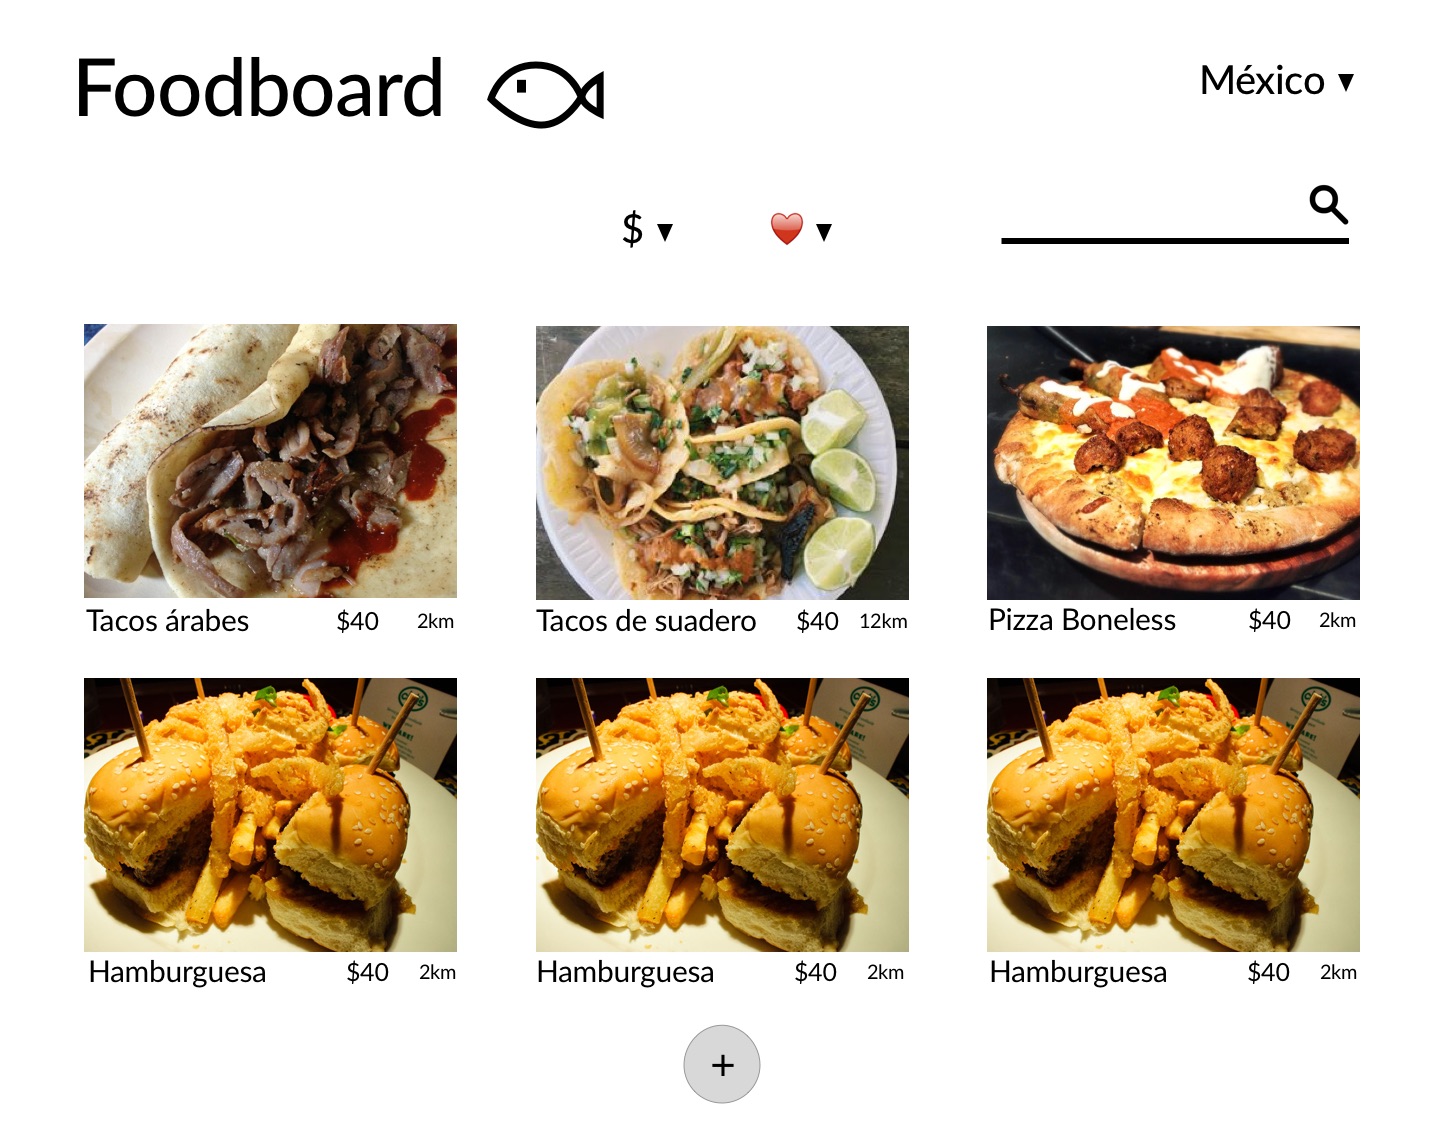 Foodboard
México ▼
$ ▼
❤ ▼
Tacos árabes $40 2km
Tacos de suadero $40 12km
Pizza Boneless $40 2km
Hamburguesa $40 2km
Hamburguesa $40 2km
Hamburguesa $40 2km
+